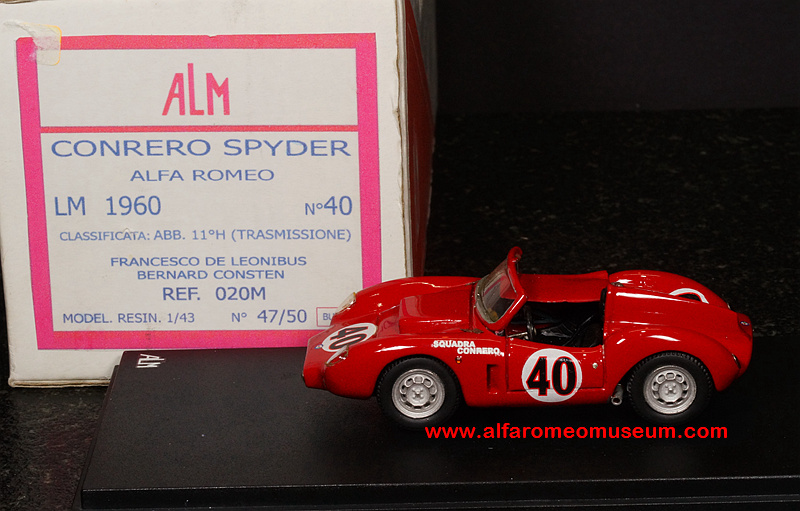 ALM
CONRERO SPYDER
ALFA ROMEO
LM 1960 N°40
CLASSIFICATA: ABB. 11°H (TRASMISSIONE)
FRANCESCO DE LEONIBUS
BERNARD CONSTEN
REF. 020M
MODEL. RESIN. 1/43 N° 47/50
40
SQUADRA
CONRERO
40
ALM
www.alfaromeomuseum.com